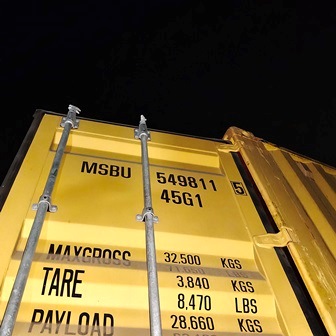 MSBU 549811 5
45G1
MAXGROSS 32,500 KGS
TARE 3,840 KGS
8,470 LBS
PAYLOAD 28,660 KGS